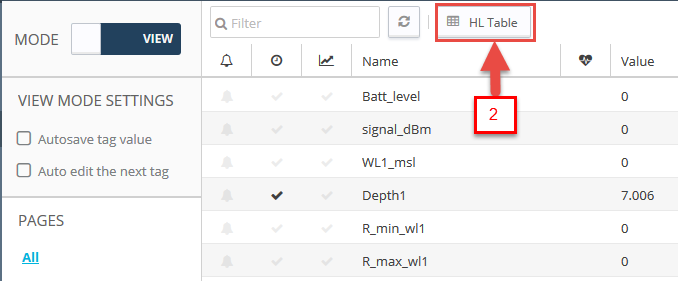 MODE
VIEW
VIEW MODE SETTINGS
Autosave tag value
Auto edit the next tag
PAGES
All
Filter
HL Table
2
Name Value
Batt_level 0
signal_dBm 0
WL1_msl 0
Depth1 7.006
R_min_wl1 0
R_max_wl1 0